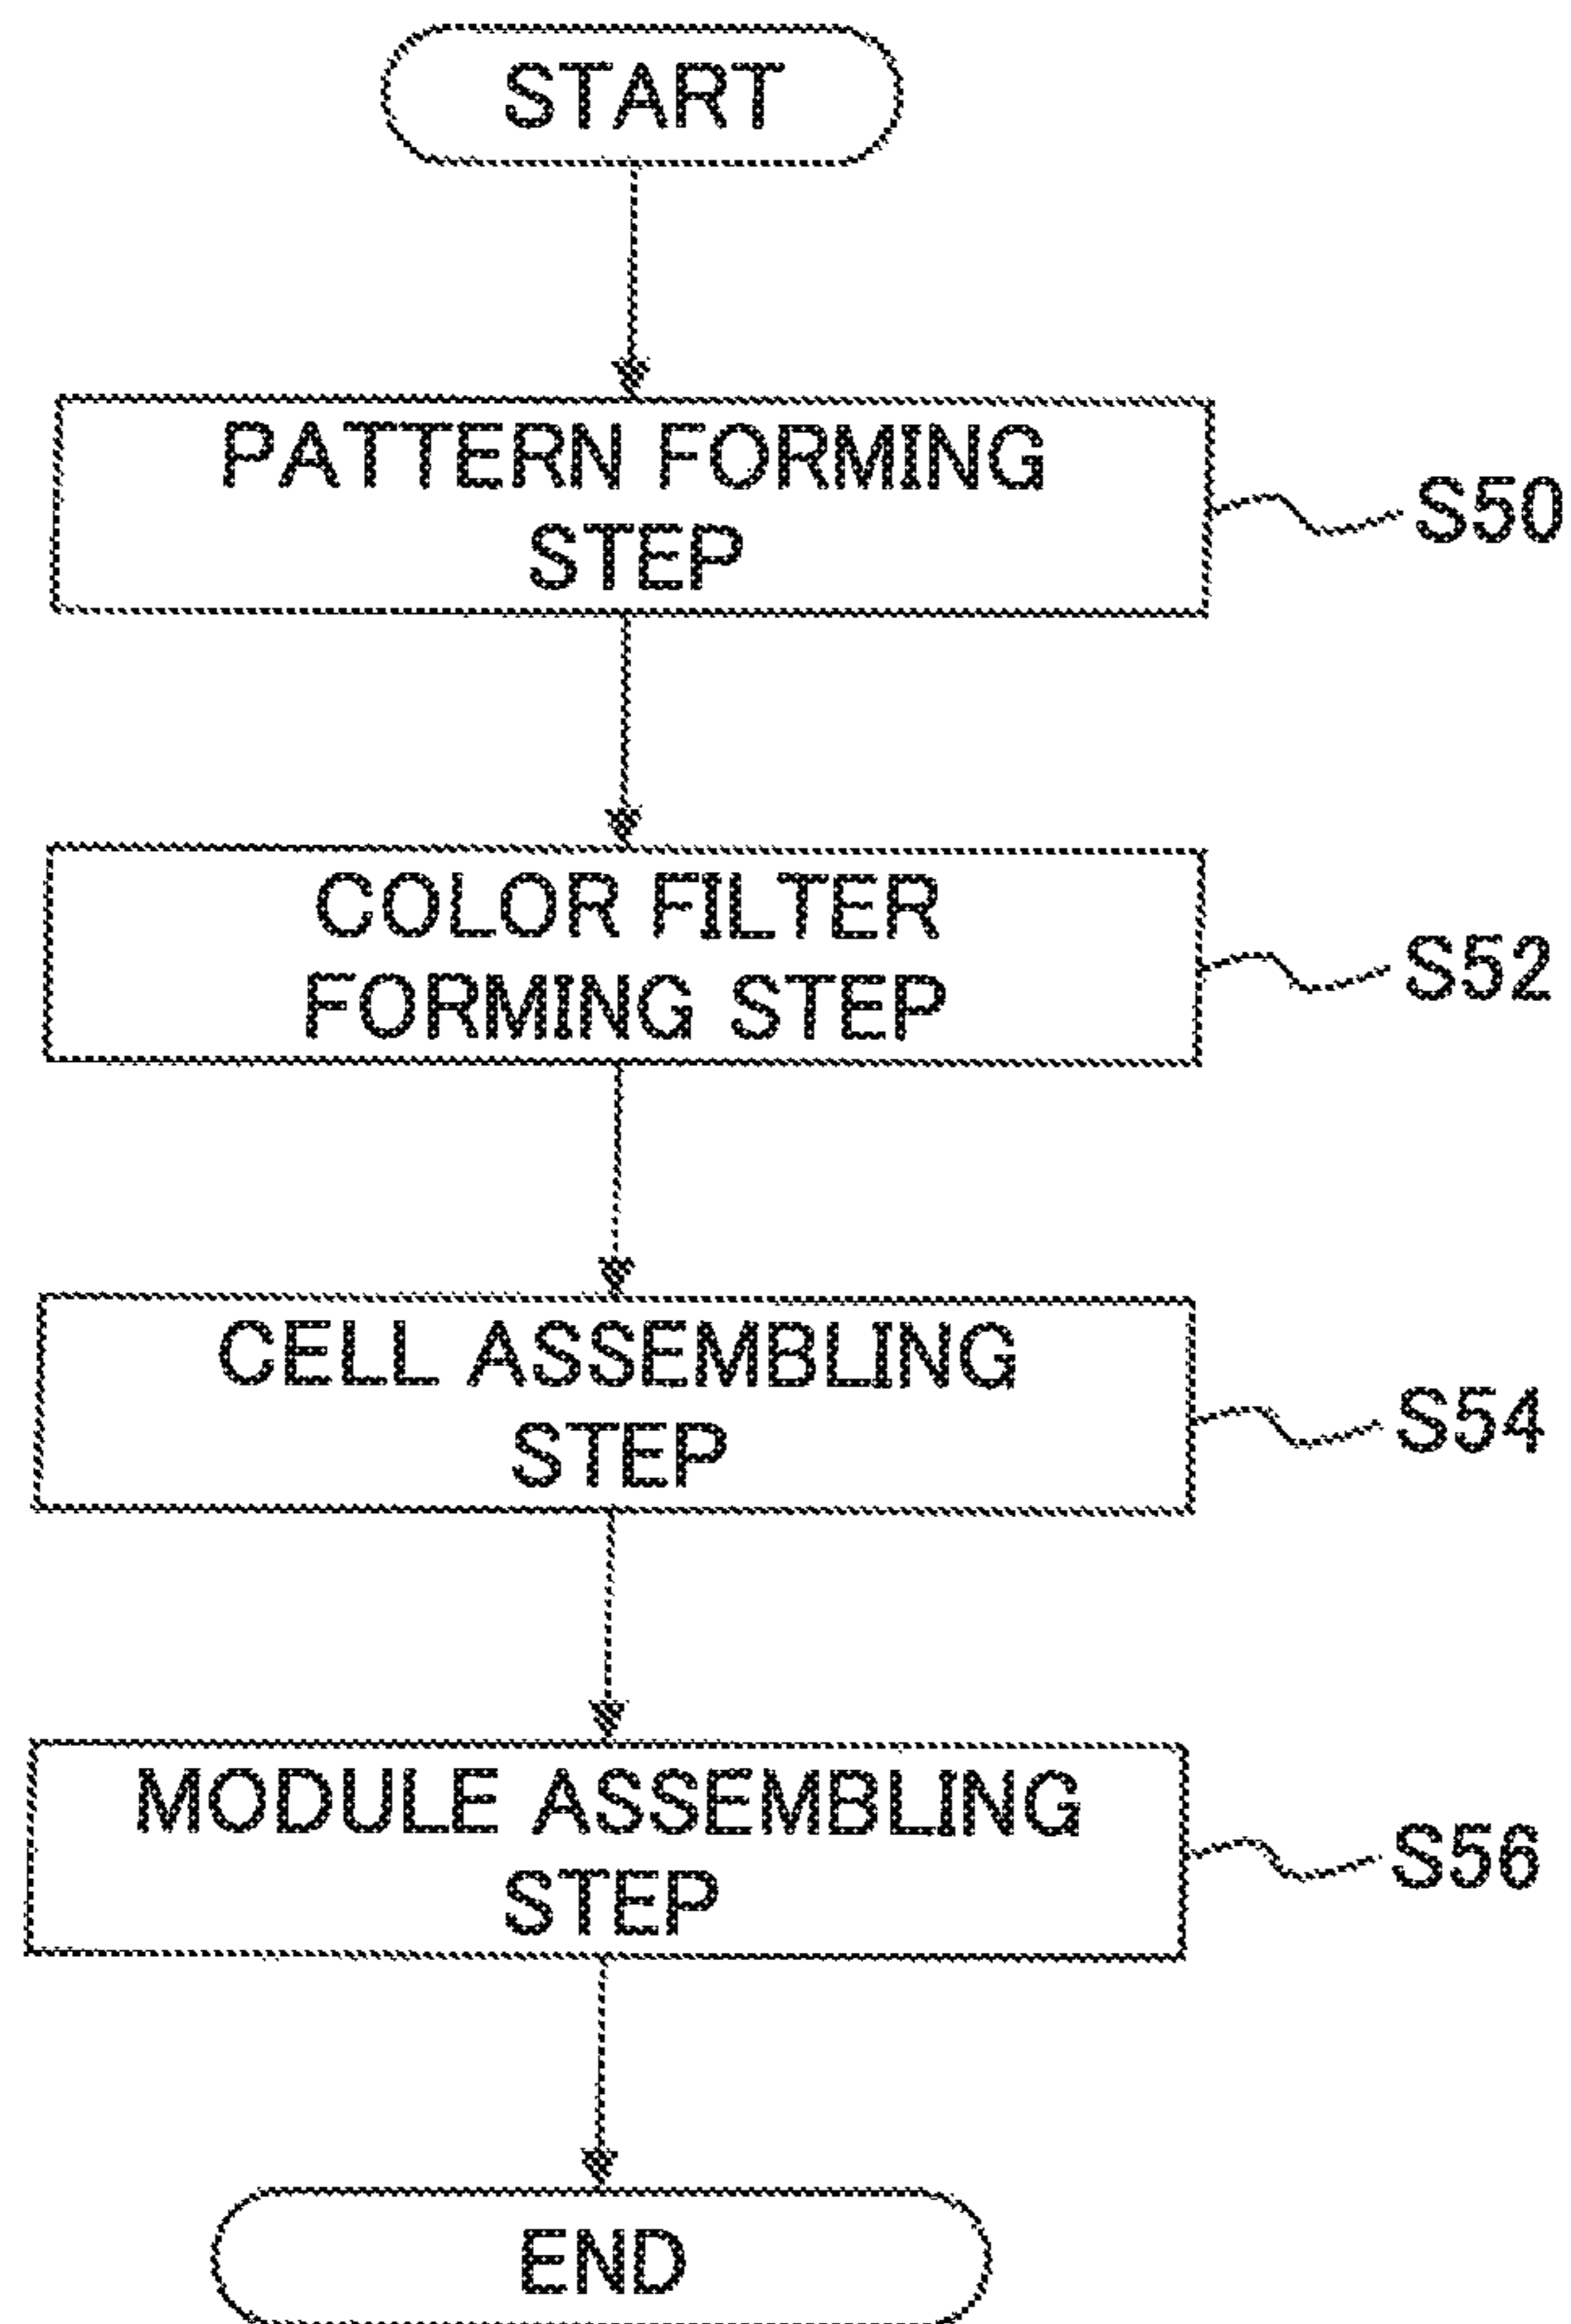 START
PATTERN FORMING
STEP
S50
COLOR FILTER
FORMING STEP
S52
CELL ASSEMBLING
STEP
S54
MODULE ASSEMBLING
STEP
S56
END